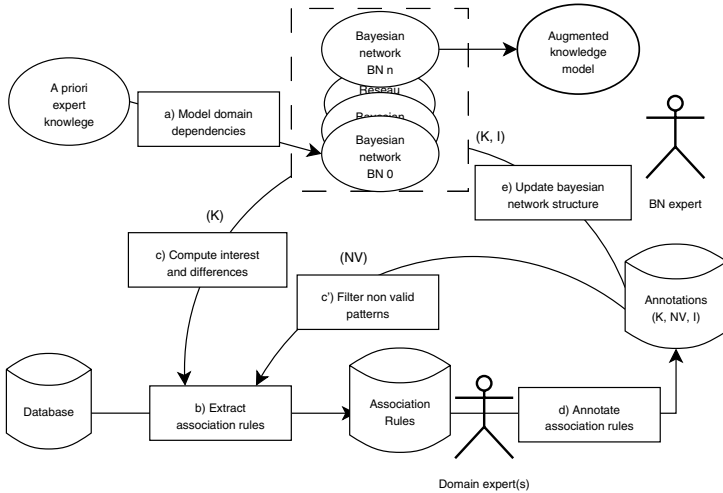 Bayesian
network
BN n
Augmented
knowledge
model
A priori
expert
knowlege
a) Model domain
dependencies
Reseau
Bayesian
Bayesian
network
BN 0
(K, I)
e) Update bayesian
network structure
BN expert
(K)
c) Compute interest
and differences
(NV)
c') Filter non valid
patterns
Annotations
(K, NV, I)
Database
b) Extract
association rules
Association
Rules
d) Annotate
association rules
Domain expert(s)